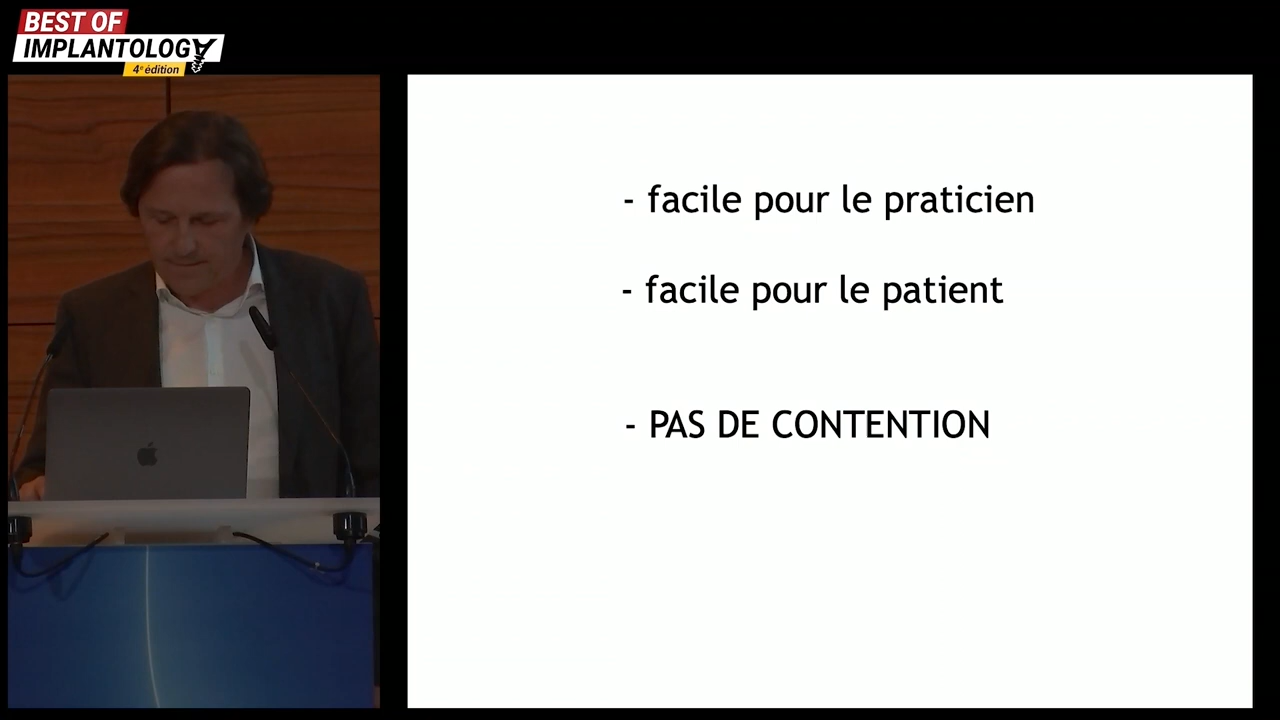 BEST OF
IMPLANTOLOGY
4e édition
- facile pour le praticien
- facile pour le patient
- PAS DE CONTENTION